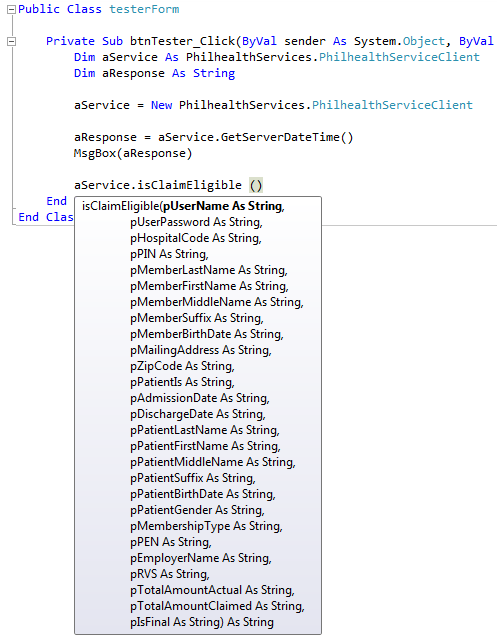 Public Class testerForm
Private Sub btnTester_Click(ByVal sender As System.Object, ByVal
Dim aService As PhilhealthServices.PhilhealthServiceClient
Dim aResponse As String
aService = New PhilhealthServices.PhilhealthServiceClient
aResponse = aService.GetServerDateTime()
MsgBox(aResponse)
aService.isClaimEligible ()
End
End Clas
isClaimEligible(pUserName As String,
pUserPassword As String,
pHospitalCode As String,
pPIN As String,
pMemberLastName As String,
pMemberFirstName As String,
pMemberMiddleName As String,
pMemberSuffix As String,
pMemberBirthDate As String,
pMailingAddress As String,
pZipCode As String,
pPatientIs As String,
pAdmissionDate As String,
pDischargeDate As String,
pPatientLastName As String,
pPatientFirstName As String,
pPatientMiddleName As String,
pPatientSuffix As String,
pPatientBirthDate As String,
pPatientGender As String,
pMembershipType As String,
pPEN As String,
pEmployerName As String,
pRVS As String,
pTotalAmountActual As String,
pTotalAmountClaimed As String,
pIsFinal As String) As String